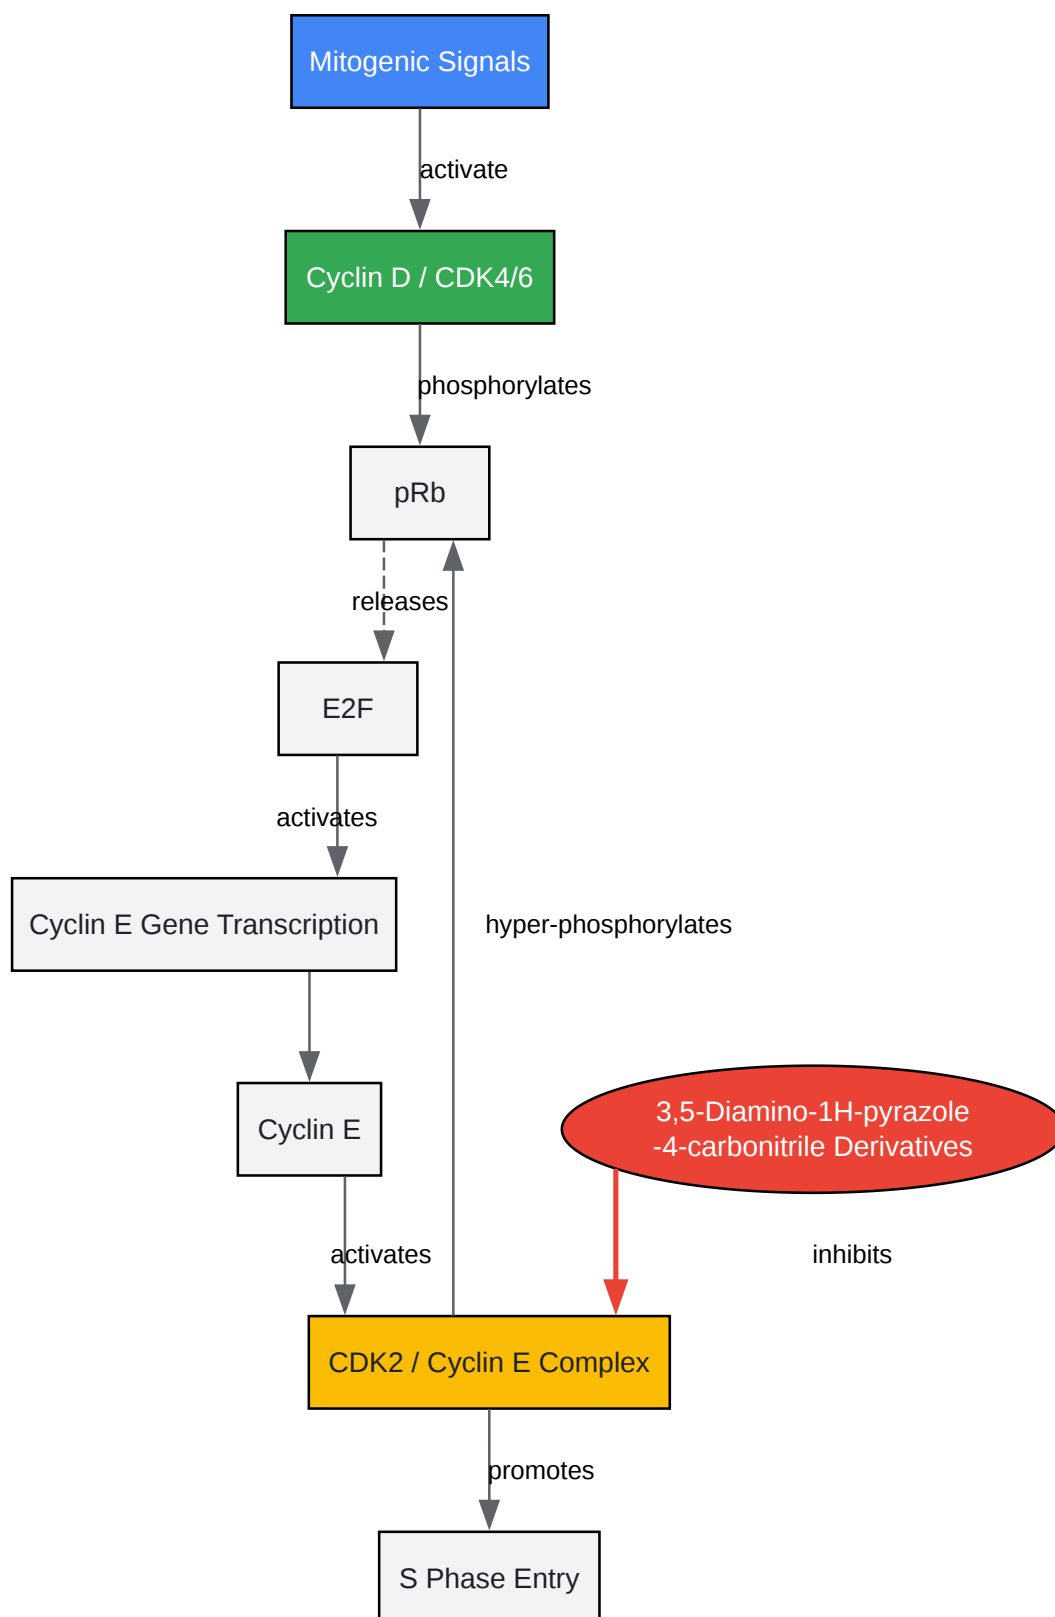 Mitogenic Signals
activate
Cyclin D / CDK4/6
phosphorylates
pRb
releases
E2F
activates
Cyclin E Gene Transcription
hyper-phosphorylates
Cyclin E
3,5-Diamino-1H-pyrazole
-4-carbonitrile Derivatives
activates
inhibits
CDK2 / Cyclin E Complex
promotes
S Phase Entry